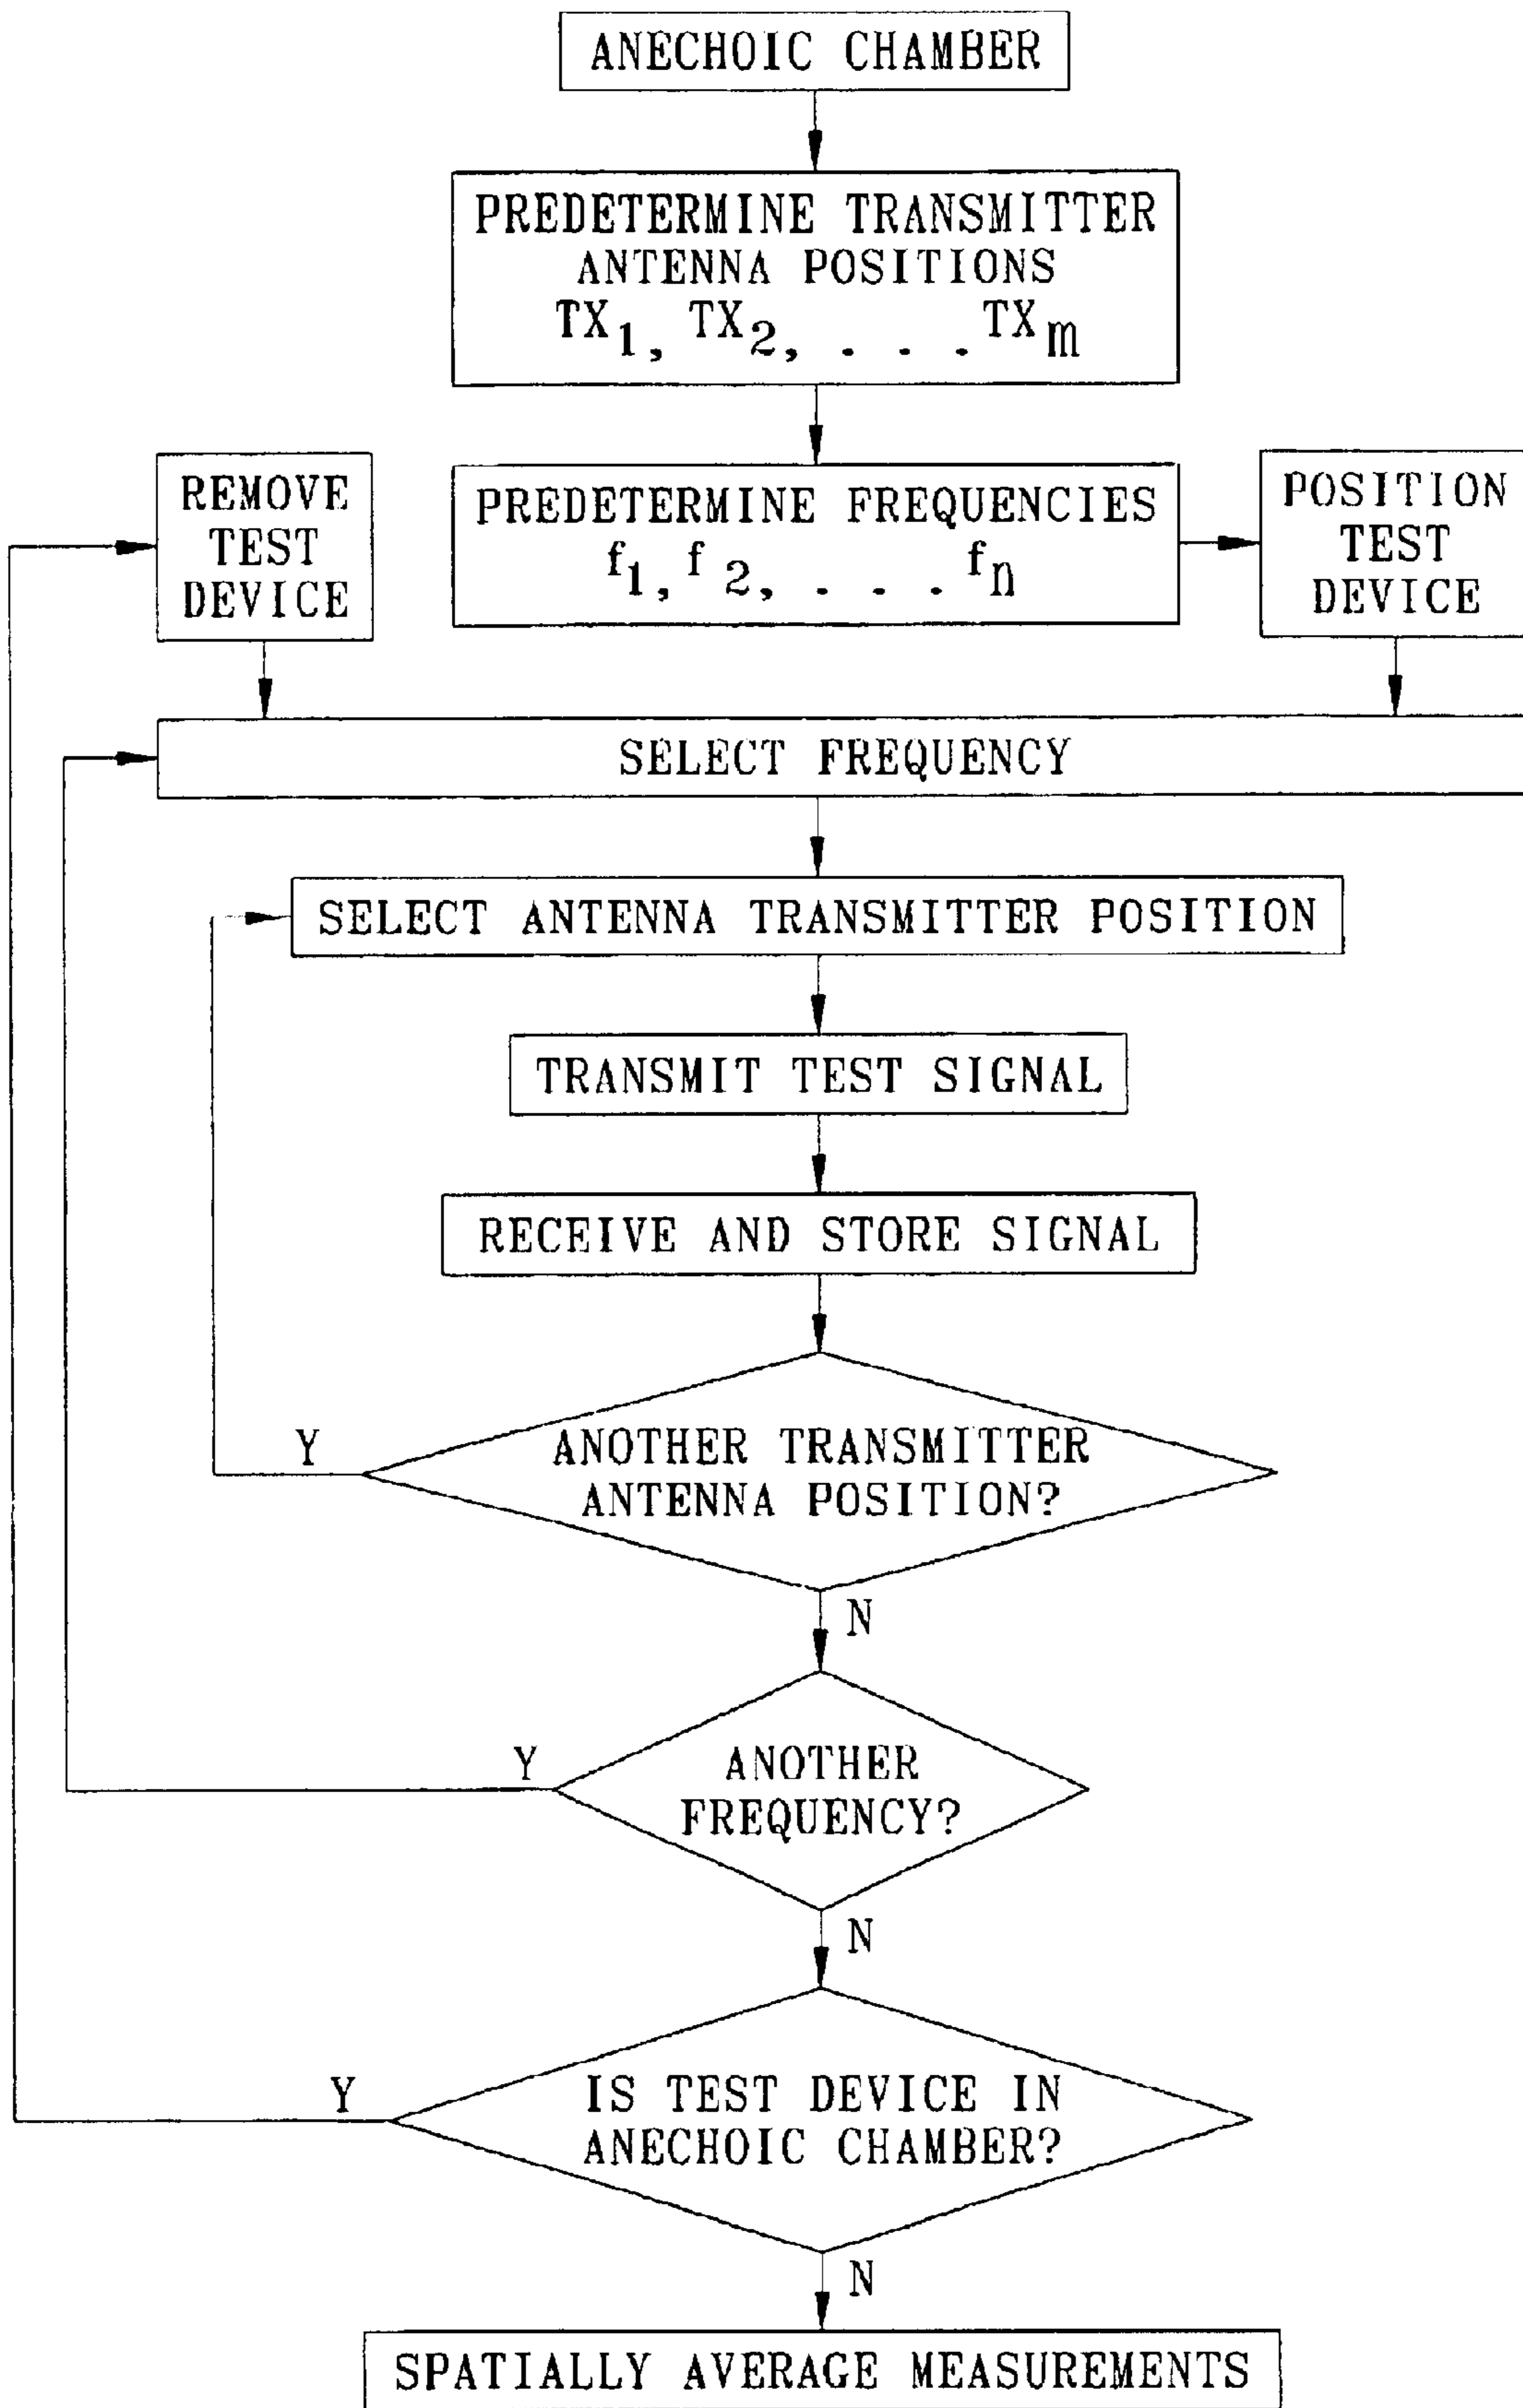 ANECHOIC CHAMBER
PREDETERMINE TRANSMITTER
ANTENNA POSITIONS
TX₁, TX₂, . . . TXₘ
REMOVE
TEST
DEVICE
PREDETERMINE FREQUENCIES
f₁, f₂, . . . fₙ
POSITION
TEST
DEVICE
SELECT FREQUENCY
SELECT ANTENNA TRANSMITTER POSITION
TRANSMIT TEST SIGNAL
RECEIVE AND STORE SIGNAL
Y
ANOTHER TRANSMITTER
ANTENNA POSITION?
N
Y
ANOTHER
FREQUENCY?
N
Y
IS TEST DEVICE IN
ANECHOIC CHAMBER?
N
SPATIALLY AVERAGE MEASUREMENTS